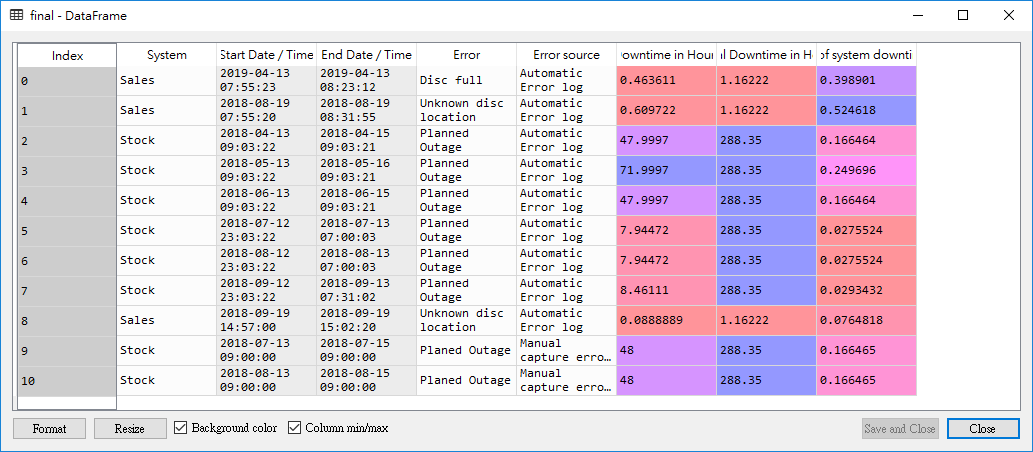 final - DataFrame
Index System Start Date / Time End Date / Time Error Error source Downtime in Hour l Downtime in H of system downti
0 Sales 2019-04-13 07:55:23 2019-04-13 08:23:12 Disc full Automatic Error log 0.463611 1.16222 0.398901
1 Sales 2018-08-19 07:55:20 2018-08-19 08:31:55 Unknown disc location Automatic Error log 0.609722 1.16222 0.524618
2 Stock 2018-04-13 09:03:22 2018-04-15 09:03:21 Planned Outage Automatic Error log 47.9997 288.35 0.166464
3 Stock 2018-05-13 09:03:22 2018-05-16 09:03:21 Planned Outage Automatic Error log 71.9997 288.35 0.249696
4 Stock 2018-06-13 09:03:22 2018-06-15 09:03:21 Planned Outage Automatic Error log 47.9997 288.35 0.166464
5 Stock 2018-07-12 23:03:22 2018-07-13 07:00:03 Planned Outage Automatic Error log 7.94472 288.35 0.0275524
6 Stock 2018-08-12 23:03:22 2018-08-13 07:00:03 Planned Outage Automatic Error log 7.94472 288.35 0.0275524
7 Stock 2018-09-12 23:03:22 2018-09-13 07:31:02 Planned Outage Automatic Error log 8.46111 288.35 0.0293432
8 Sales 2018-09-19 14:57:00 2018-09-19 15:02:20 Unknown disc location Automatic Error log 0.0888889 1.16222 0.0764818
9 Stock 2018-07-13 09:00:00 2018-07-15 09:00:00 Planed Outage Manual capture erro… 48 288.35 0.166465
10 Stock 2018-08-13 09:00:00 2018-08-15 09:00:00 Planed Outage Manual capture erro… 48 288.35 0.166465
Format Resize Background color Column min/max Save and Close Close